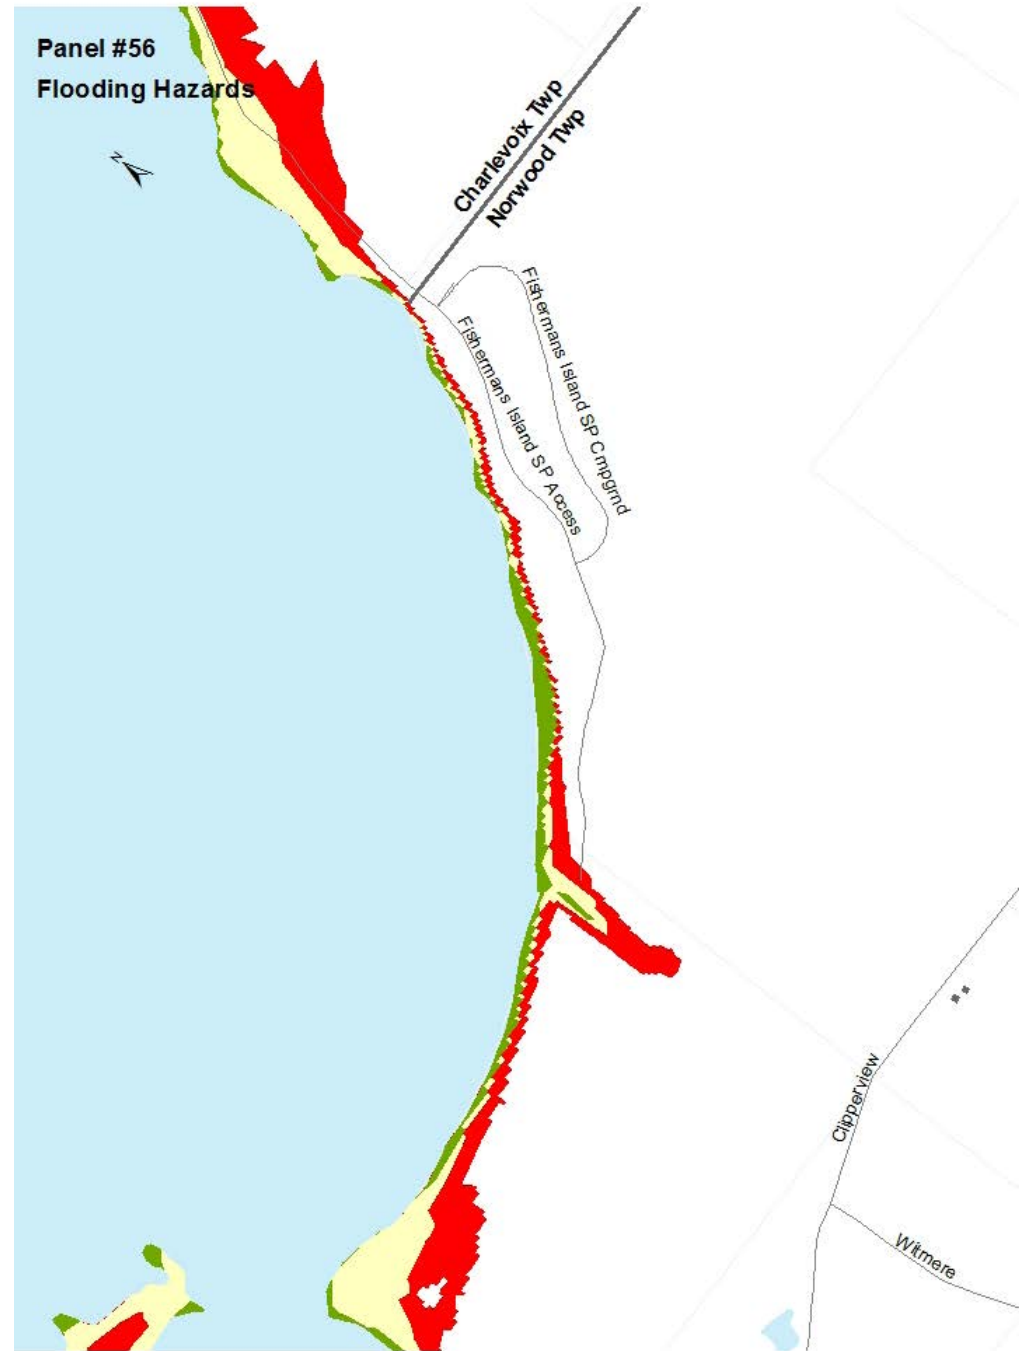 Panel #56
Flooding Hazards
N
Charlevoix Twp
Norwood Twp
Fishermans Island SP Cmpgrnd
Fishermans Island SP Access
Clipperview
Witmere